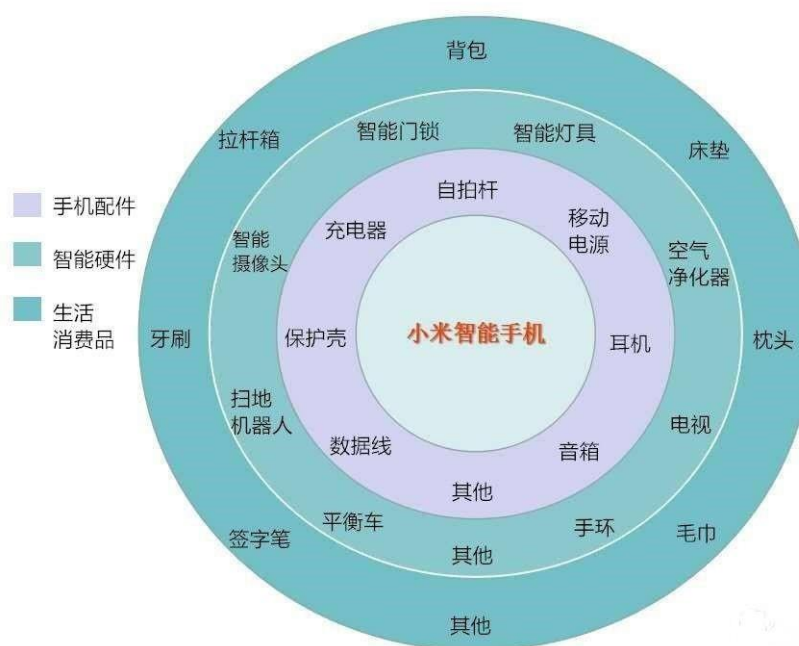 背包
拉杆箱
智能门锁
智能灯具
床垫
手机配件
智能硬件
生活
消费品
自拍杆
充电器
移动
电源
智能
摄像头
空气
净化器
小米智能手机
牙刷
保护壳
耳机
枕头
扫地
机器人
数据线
音箱
电视
其他
平衡车
手环
签字笔
其他
毛巾
其他